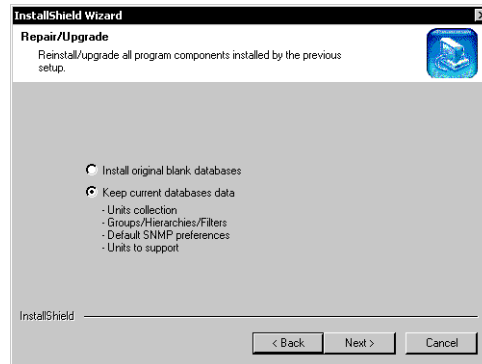 InstallShield Wizard
Repair/Upgrade
Reinstall/upgrade all program components installed by the previous
setup.
Install original blank databases
Keep current databases data
- Units collection
- Groups/Hierarchies/Filters
- Default SNMP preferences
- Units to support
InstallShield
< Back
Next >
Cancel